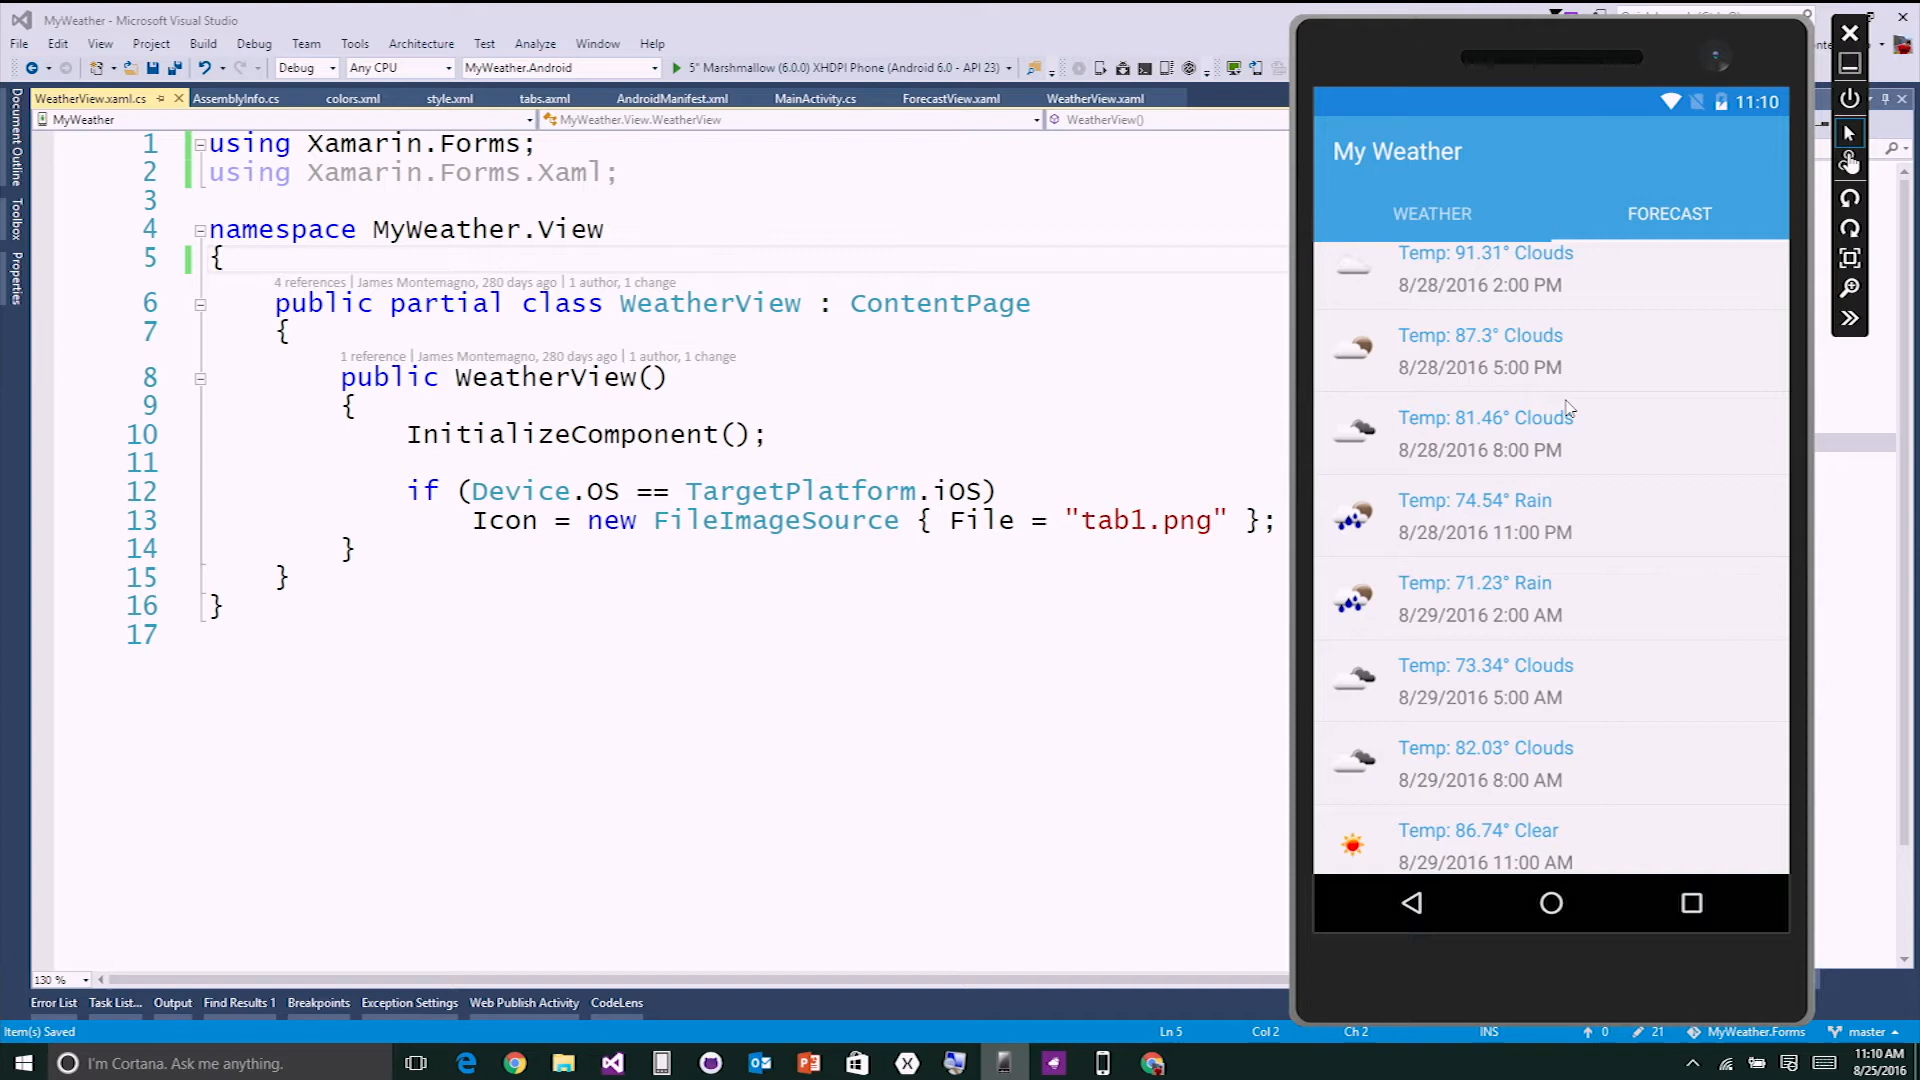 MyWeather - Microsoft Visual Studio
File Edit View Project Build Debug Team Tools Architecture Test Analyze Window Help
Debug Any CPU MyWeather.Android 5" Marshmallow (6.0.0) XHDPI Phone (Android 6.0 - API 23)
WeatherView.xaml.cs AssemblyInfo.cs colors.xml style.xml tabs.axml AndroidManifest.xml MainActivity.cs ForecastView.xaml WeatherView.xaml
MyWeather MyWeather.View.WeatherView WeatherView()
Document Outline
Toolbox
Properties
1 using Xamarin.Forms;
2 using Xamarin.Forms.Xaml;
3
4 namespace MyWeather.View
5 {
4 references | James Montemagno, 280 days ago | 1 author, 1 change
6 public partial class WeatherView : ContentPage
7 {
1 reference | James Montemagno, 280 days ago | 1 author, 1 change
8 public WeatherView()
9 {
10 InitializeComponent();
11
12 if (Device.OS == TargetPlatform.iOS)
13 Icon = new FileImageSource { File = "tab1.png" };
14 }
15 }
16 }
17
130 %
Error List Task List... Output Find Results 1 Breakpoints Exception Settings Web Publish Activity CodeLens
Item(s) Saved Ln 5 Col 2 Ch 2 INS 0 21 MyWeather.Forms master
I'm Cortana. Ask me anything.
11:10 AM
8/25/2016
11:10
My Weather
WEATHER FORECAST
Temp: 91.31° Clouds
8/28/2016 2:00 PM
Temp: 87.3° Clouds
8/28/2016 5:00 PM
Temp: 81.46° Clouds
8/28/2016 8:00 PM
Temp: 74.54° Rain
8/28/2016 11:00 PM
Temp: 71.23° Rain
8/29/2016 2:00 AM
Temp: 73.34° Clouds
8/29/2016 5:00 AM
Temp: 82.03° Clouds
8/29/2016 8:00 AM
Temp: 86.74° Clear
8/29/2016 11:00 AM